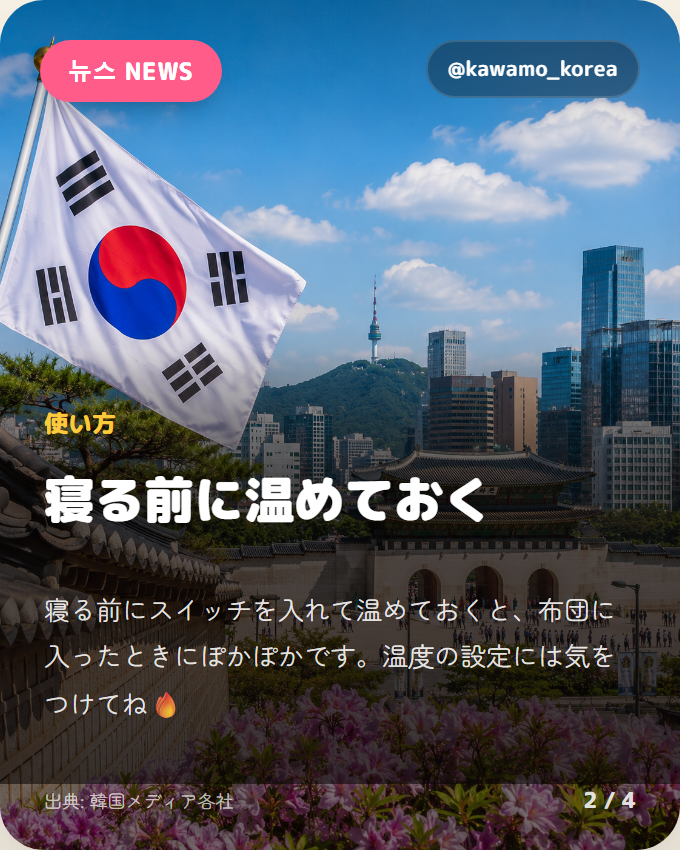 뉴스 NEWS
@kawamo_korea
使い方
寝る前に温めておく
寝る前にスイッチを入れて温めておくと、布団に
入ったときにぽかぽかです。温度の設定には気を
つけてね🔥
出典: 韓国メディア各社
2 / 4